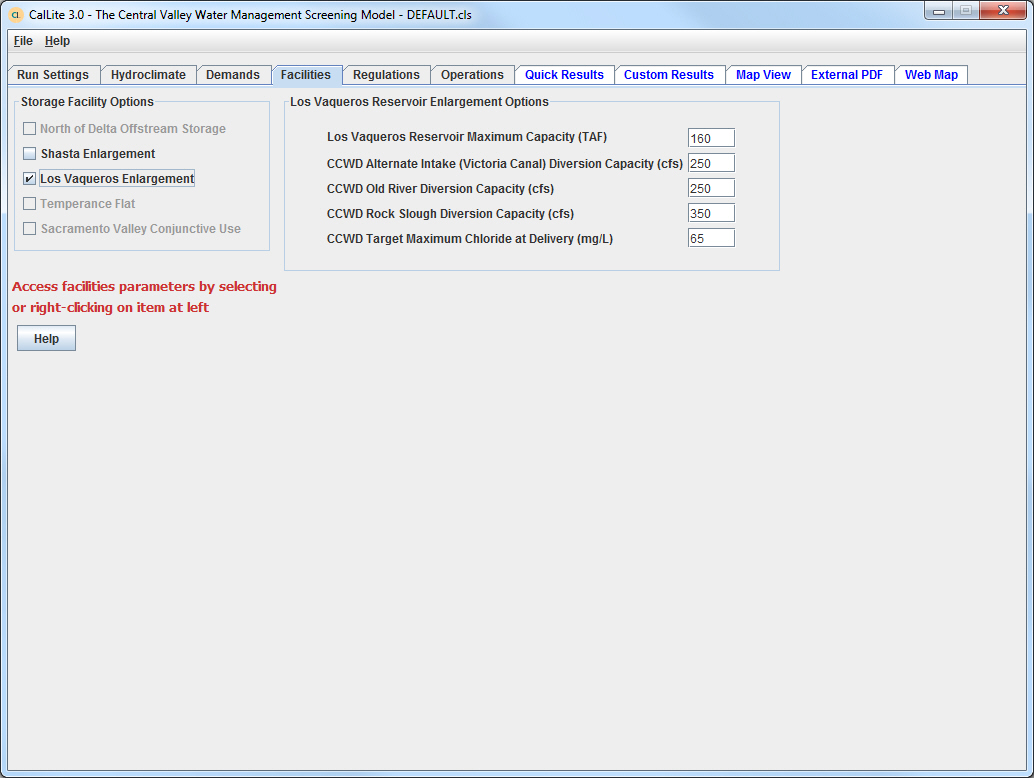 CL CalLite 3.0 - The Central Valley Water Management Screening Model - DEFAULT.cls
File Help
Run Settings Hydroclimate Demands Facilities Regulations Operations Quick Results Custom Results Map View External PDF Web Map
Storage Facility Options
North of Delta Offstream Storage
Shasta Enlargement
Los Vaqueros Enlargement
Temperance Flat
Sacramento Valley Conjunctive Use
Los Vaqueros Reservoir Enlargement Options
Los Vaqueros Reservoir Maximum Capacity (TAF) 160
CCWD Alternate Intake (Victoria Canal) Diversion Capacity (cfs) 250
CCWD Old River Diversion Capacity (cfs) 250
CCWD Rock Slough Diversion Capacity (cfs) 350
CCWD Target Maximum Chloride at Delivery (mg/L) 65
Access facilities parameters by selecting
or right-clicking on item at left
Help